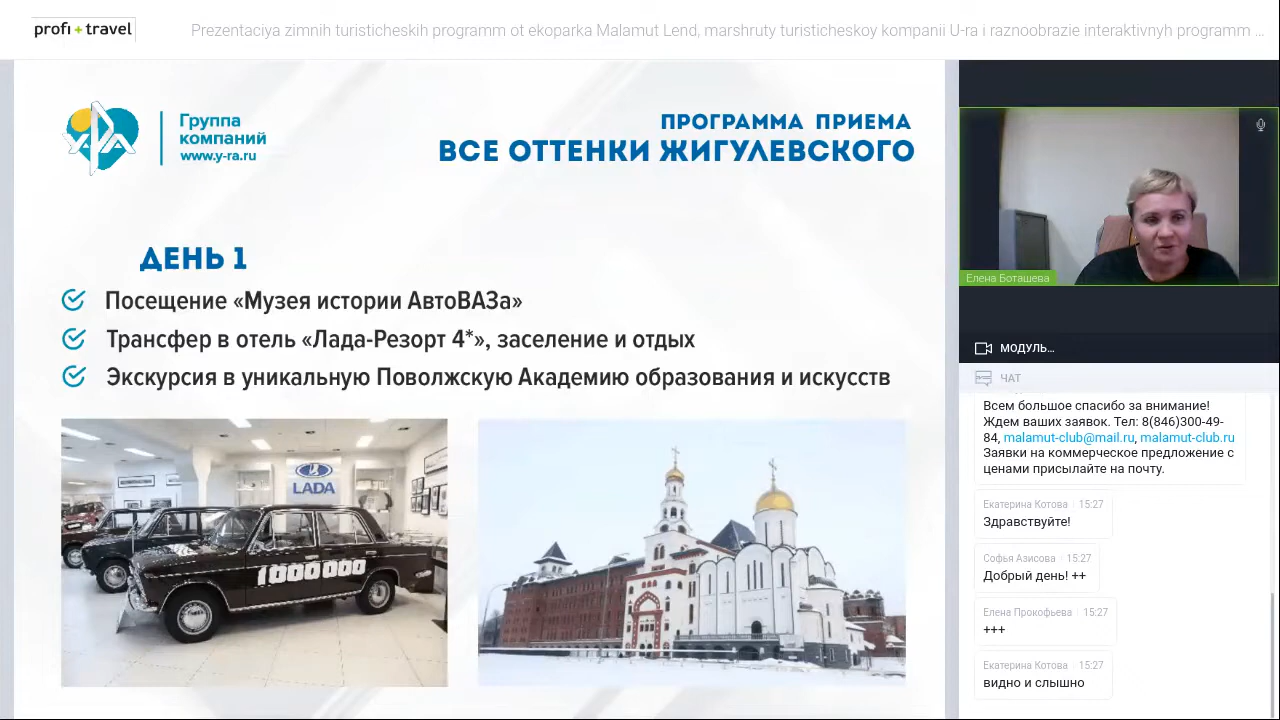 profi + travel
Prezentaciya zimnih turisticheskih programm ot ekoparka Malamut Lend, marshruty turisticheskoy kompanii U-ra i raznoobrazie interaktivnyh programm ...
УРА
Группа
компаний
www.y-ra.ru
ПРОГРАММА ПРИЕМА
ВСЕ ОТТЕНКИ ЖИГУЛЕВСКОГО
ДЕНЬ 1
Посещение «Музея истории АвтоВАЗа»
Трансфер в отель «Лада-Резорт 4*», заселение и отдых
Экскурсия в уникальную Поволжскую Академию образования и искусств
LADA
1000000
Елена Боташева
МОДУЛЬ...
ЧАТ
Всем большое спасибо за внимание!
Ждем ваших заявок. Тел: 8(846)300-49-
84, malamut-club@mail.ru, malamut-club.ru
Заявки на коммерческое предложение с
ценами присылайте на почту.
Екатерина Котова 15:27
Здравствуйте!
Софья Азисова 15:27
Добрый день! ++
Елена Прокофьева 15:27
+++
Екатерина Котова 15:27
видно и слышно